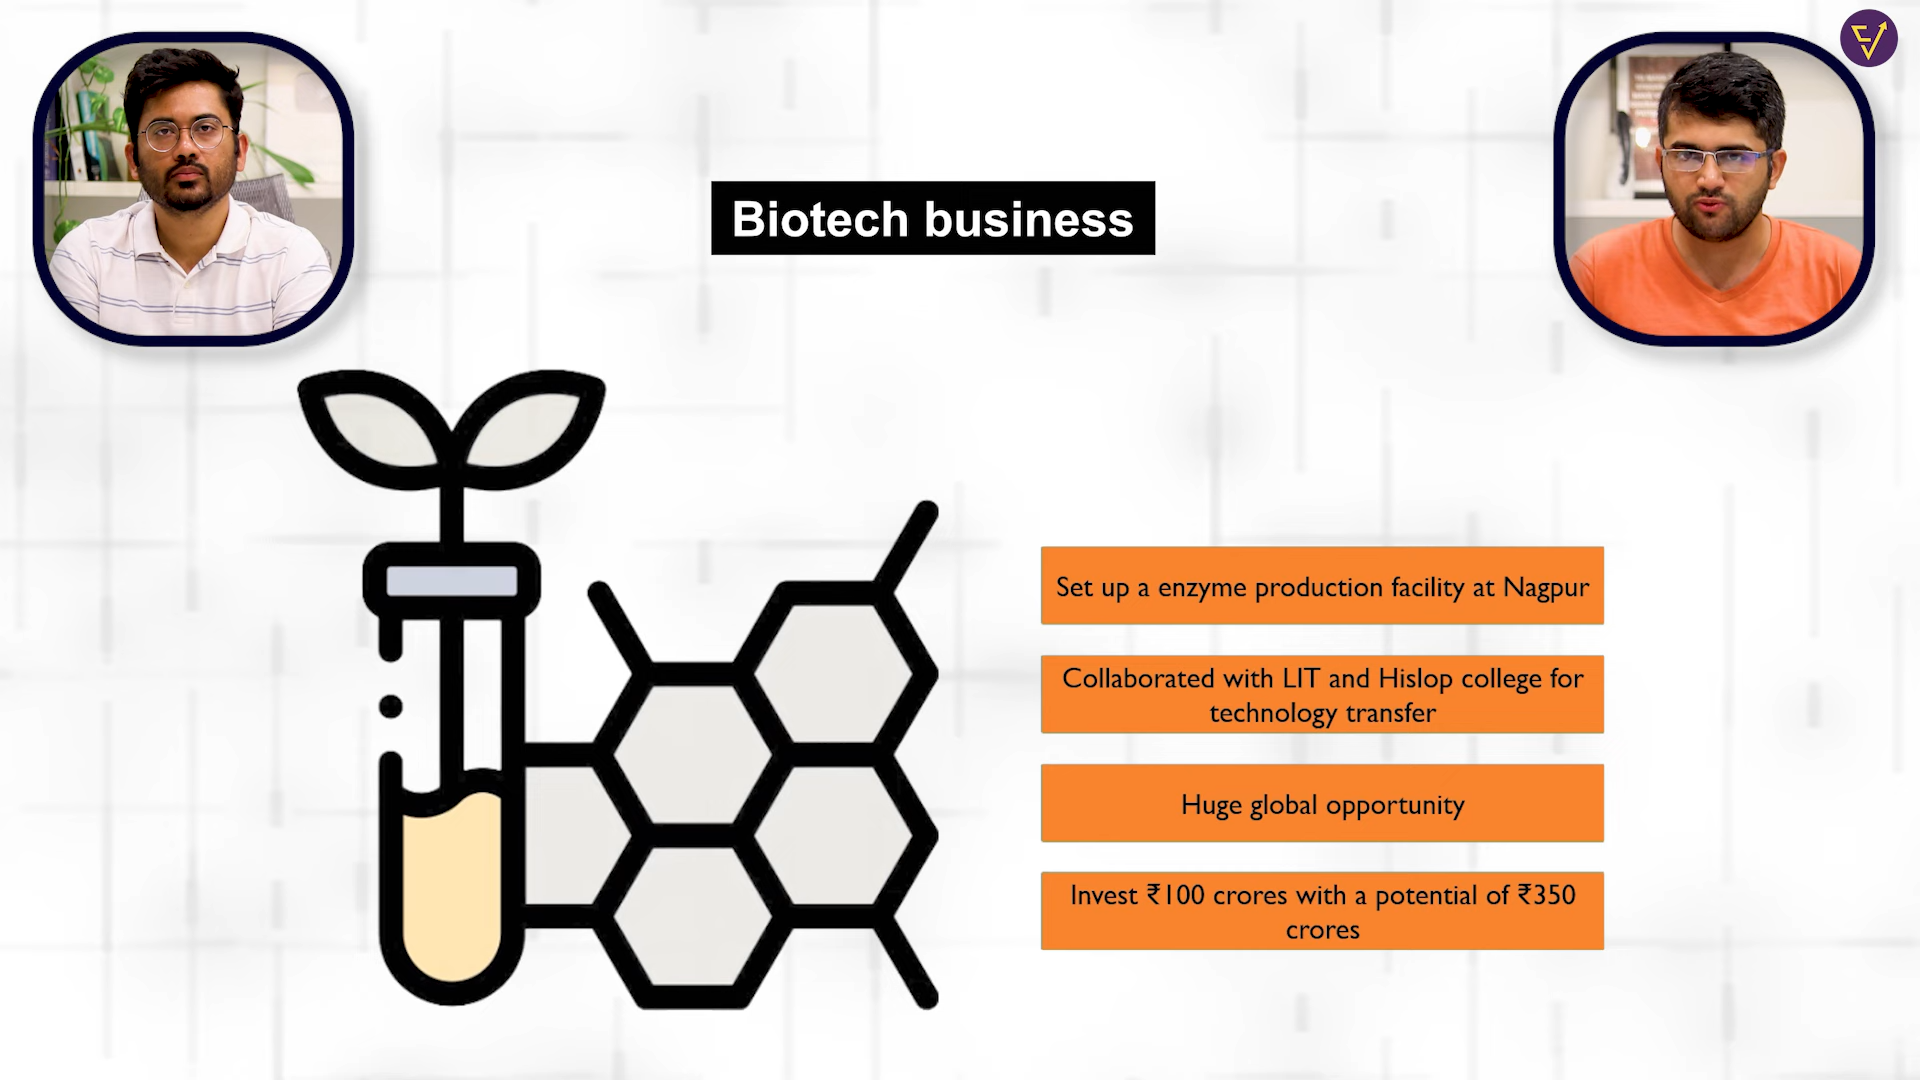 Biotech business
Set up a enzyme production facility at Nagpur
Collaborated with LIT and Hislop college for
technology transfer
Huge global opportunity
Invest ₹100 crores with a potential of ₹350
crores